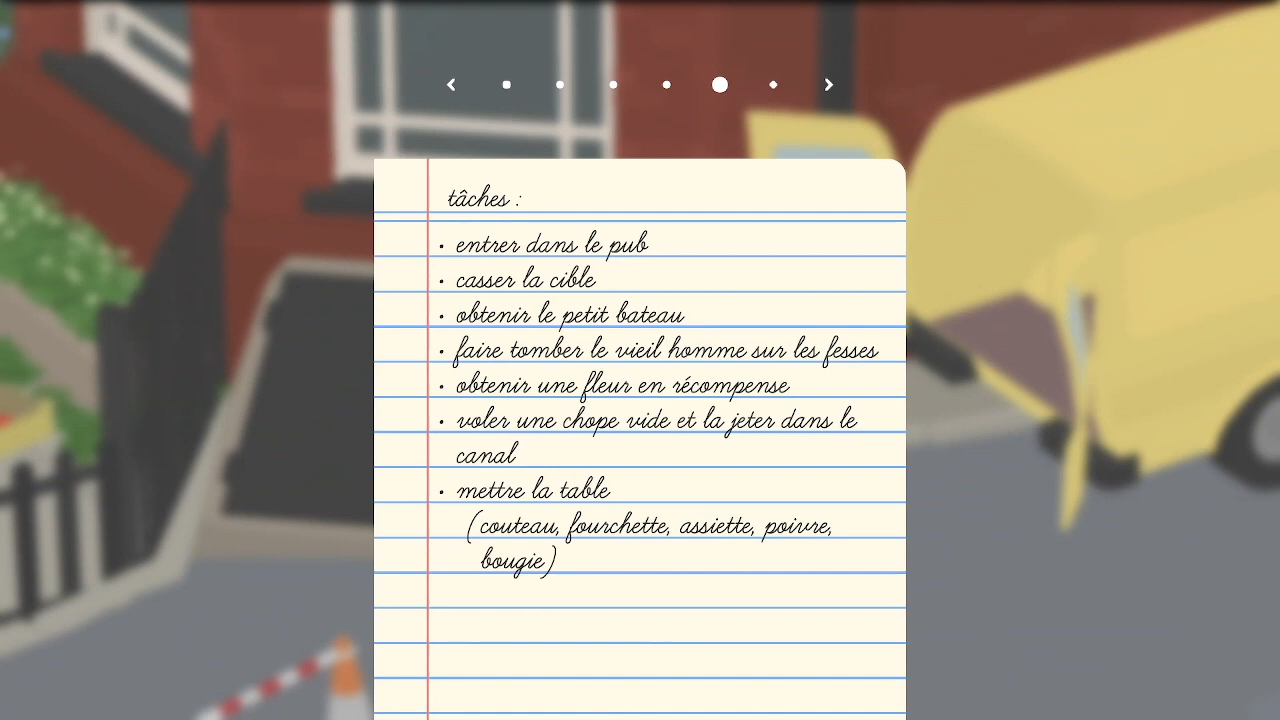 tâches :
• entrer dans le pub
• casser la cible
• obtenir le petit bateau
• faire tomber le vieil homme sur les fesses
• obtenir une fleur en récompense
• voler une chope vide et la jeter dans le
canal
• mettre la table
(couteau, fourchette, assiette, poivre,
bougie)